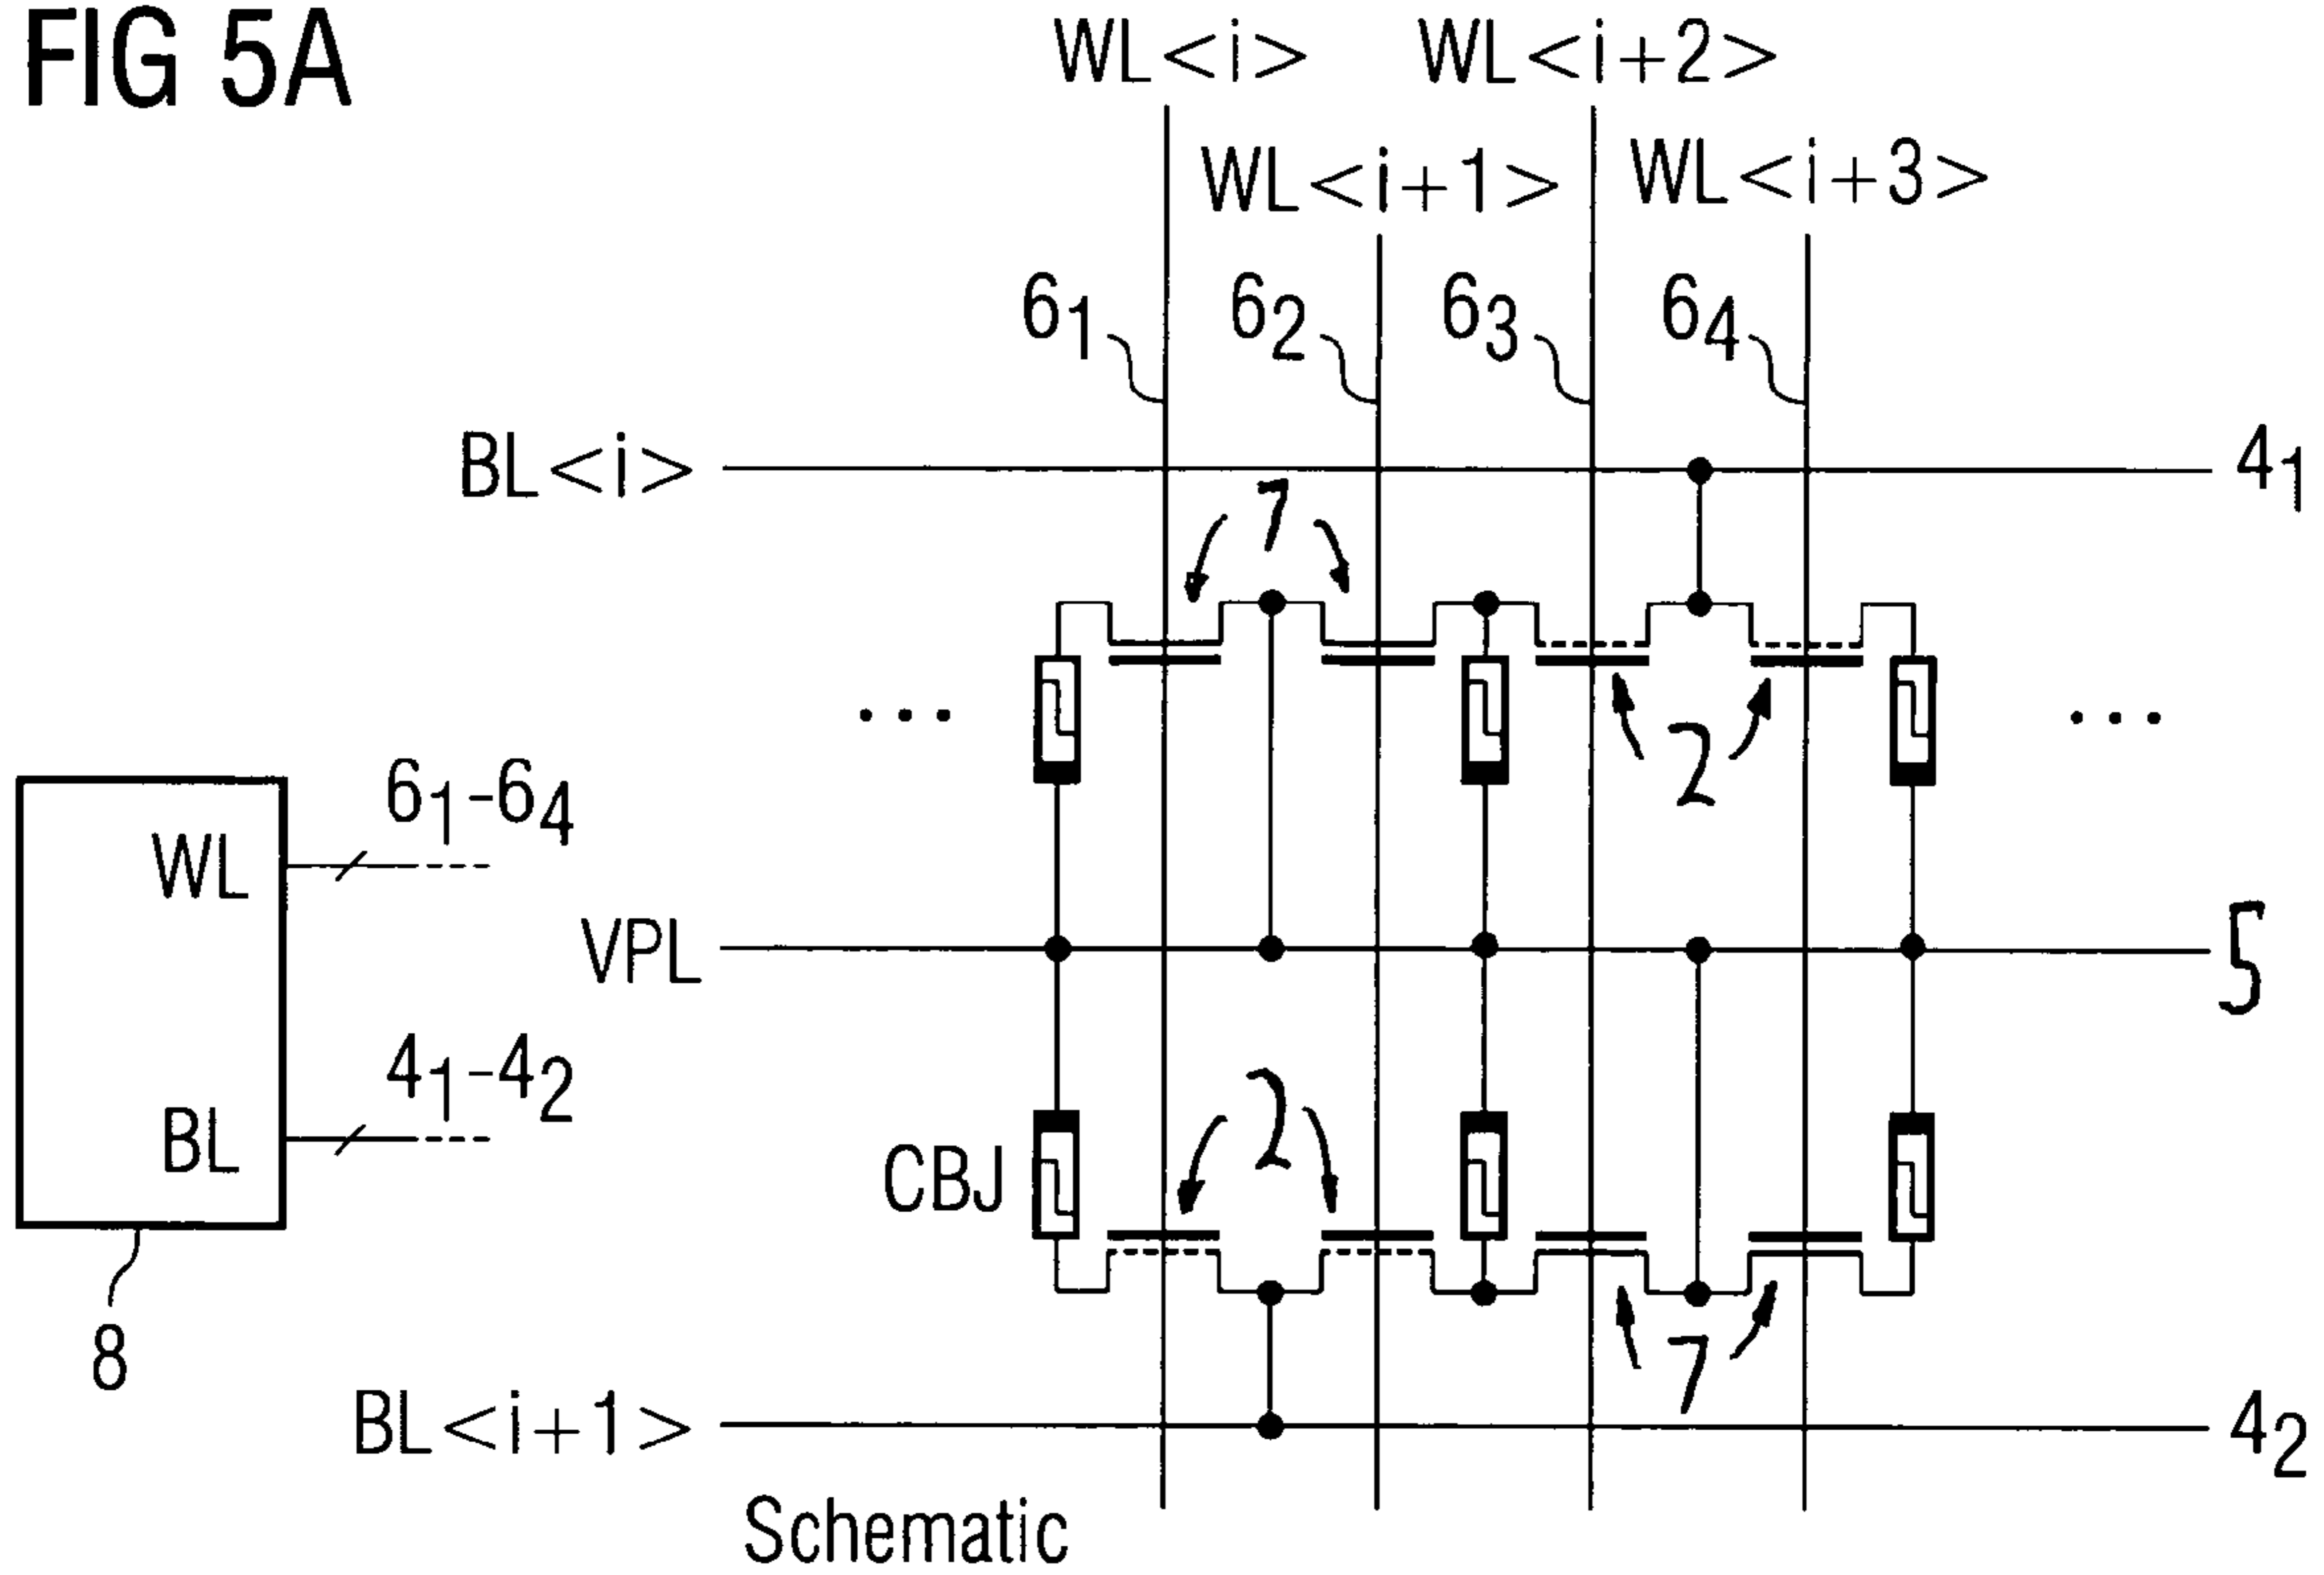 FIG 5A
WL<i> WL<i+2>
WL<i+1> WL<i+3>
61 62 63 64
BL<i> 41
7
2
61-64
WL
VPL 5
41-42
BL
CBJ 2
7
8
BL<i+1> 42
Schematic